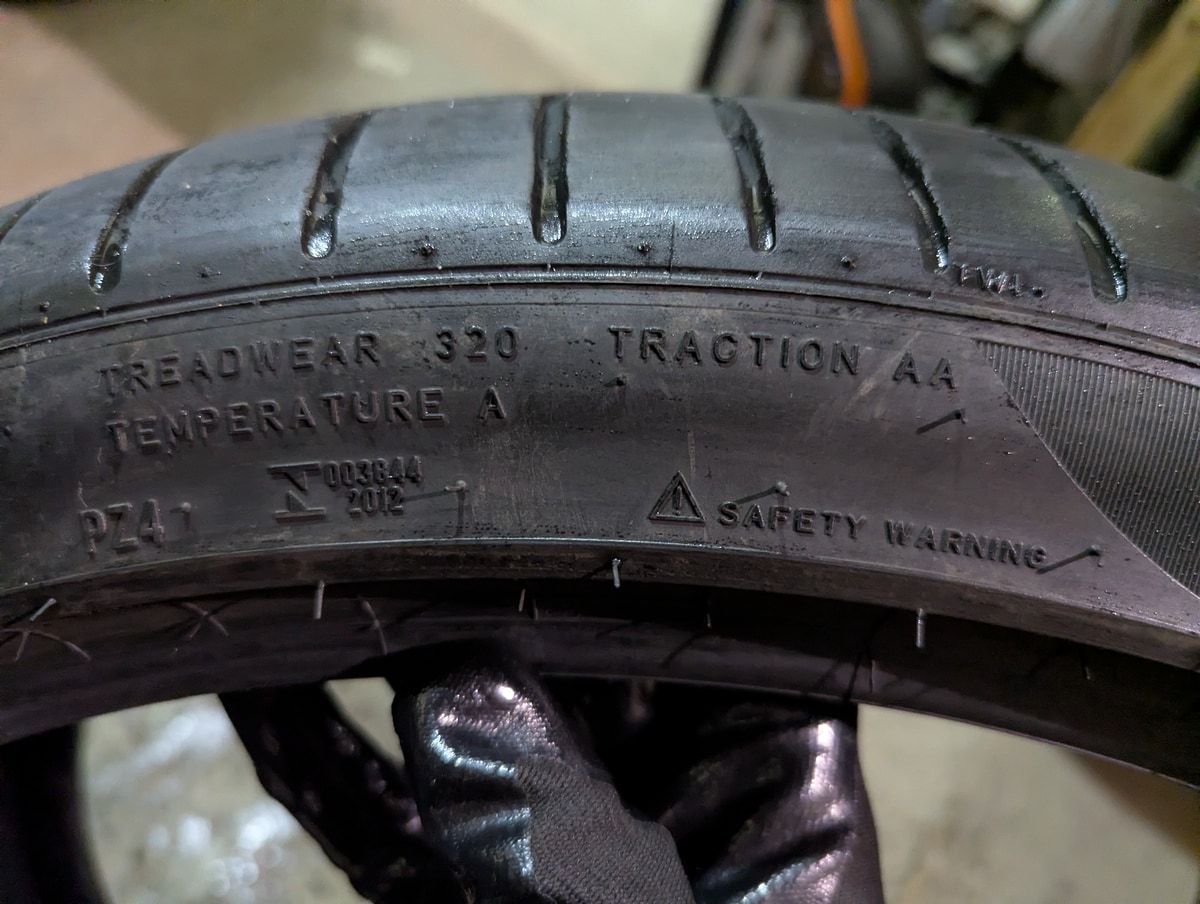 TWI
TREADWEAR 320 TRACTION AA
TEMPERATURE A
003844
2012
PZ4
SAFETY WARNING